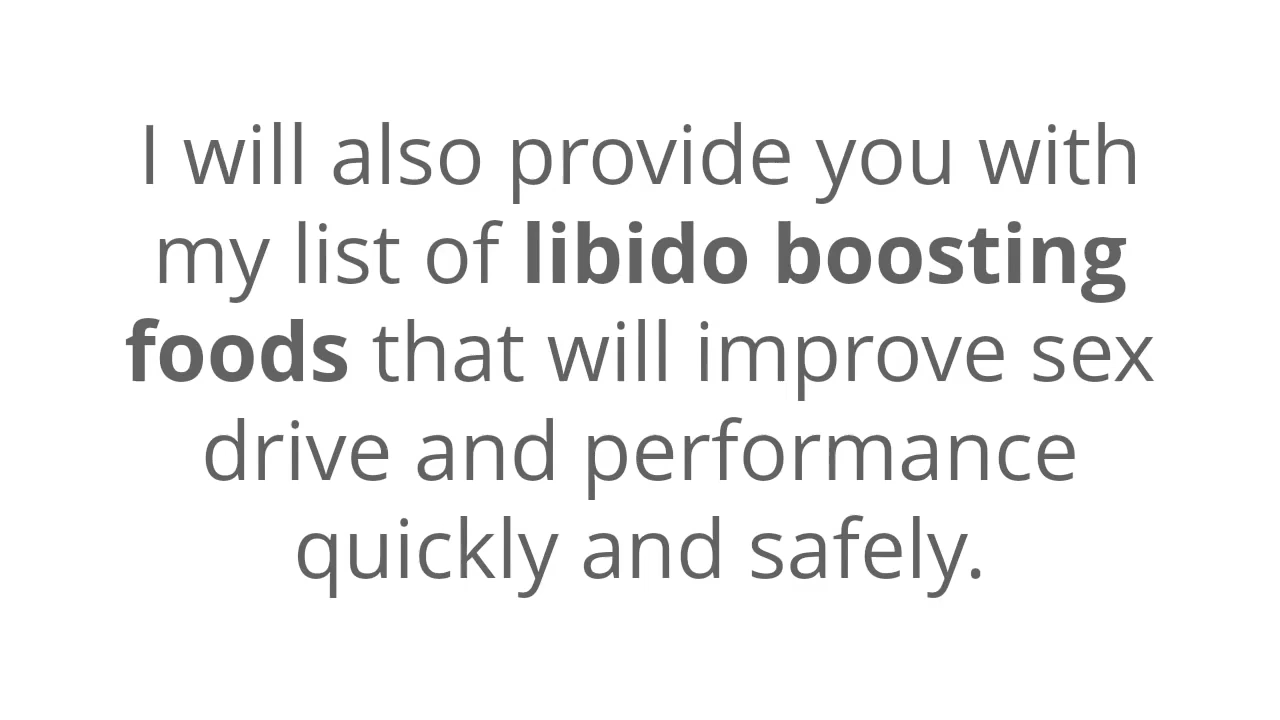 I will also provide you with
my list of libido boosting
foods that will improve sex
drive and performance
quickly and safely.